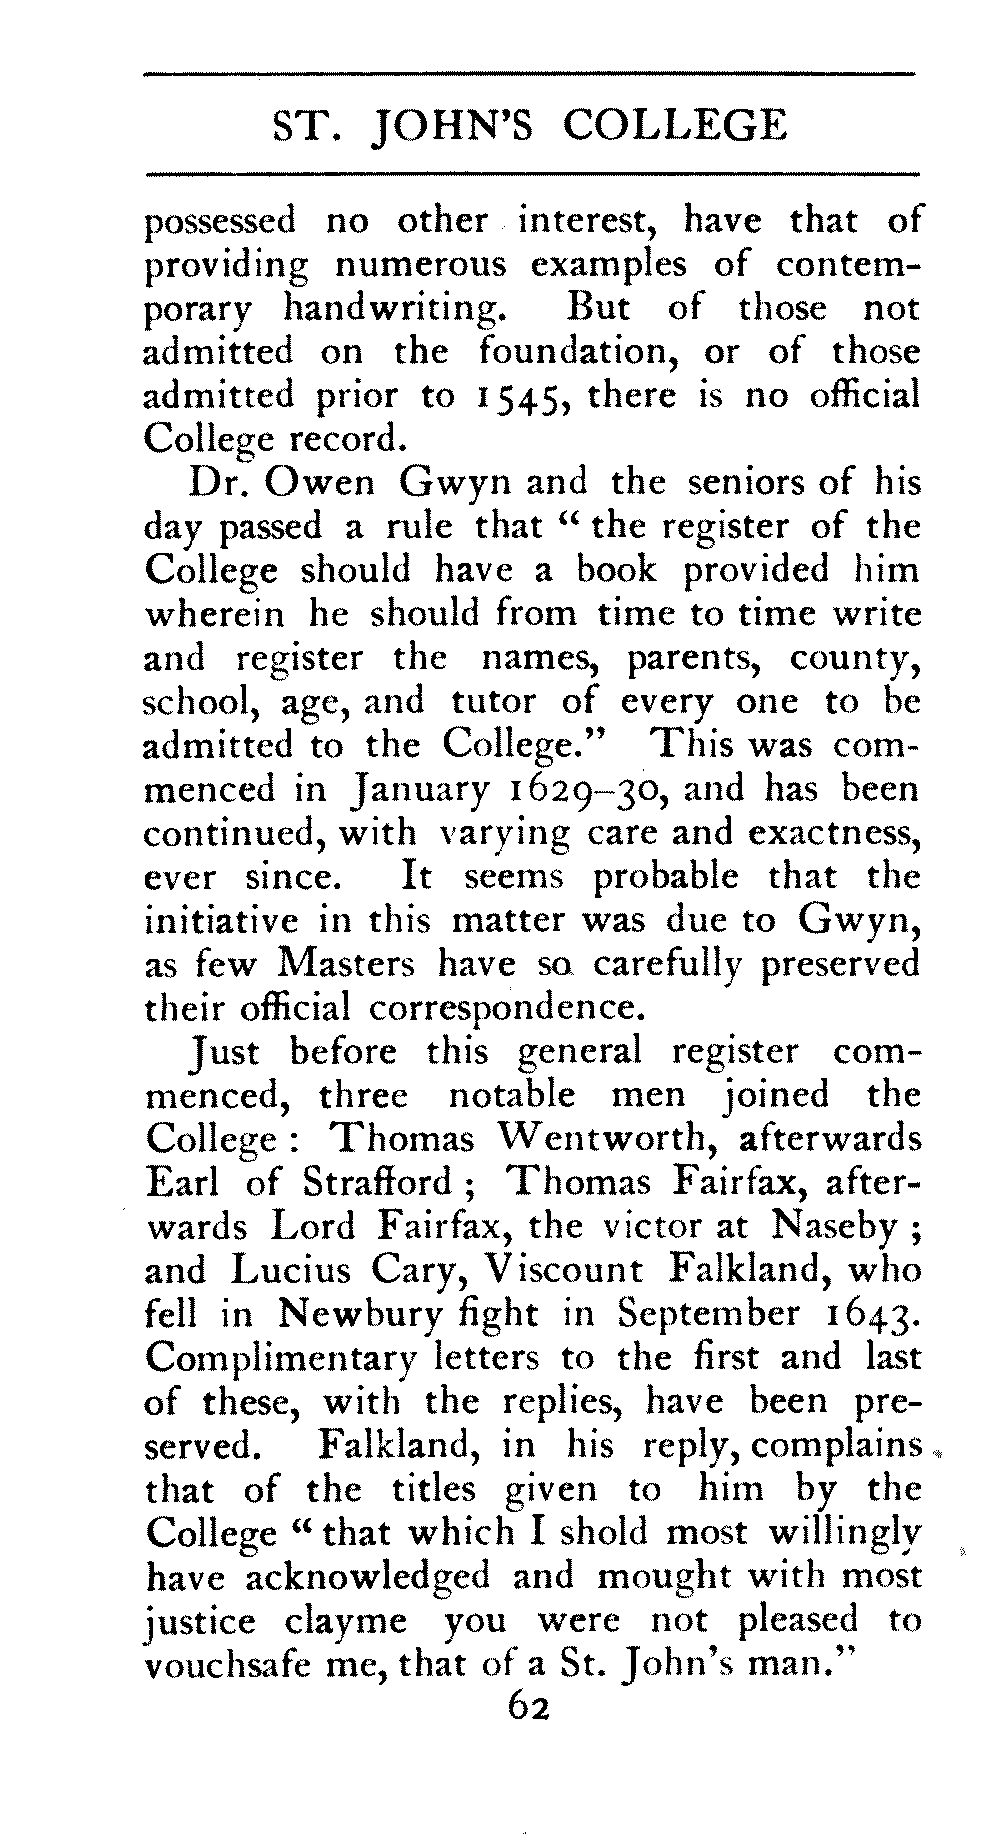 ST. JOHN'S COLLEGE
possessed no other interest, have that of
providing numerous examples of contem-
porary handwriting. But of those not
admitted on the foundation, or of those
admitted prior to 1545, there is no official
College record.
Dr. Owen Gwyn and the seniors of his
day passed a rule that “ the register of the
College should have a book provided him
wherein he should from time to time write
and register the names, parents, county,
school, age, and tutor of every one to be
admitted to the College.” This was com-
menced in January 1629–30, and has been
continued, with varying care and exactness,
ever since. It seems probable that the
initiative in this matter was due to Gwyn,
as few Masters have so carefully preserved
their official correspondence.
Just before this general register com-
menced, three notable men joined the
College : Thomas Wentworth, afterwards
Earl of Strafford ; Thomas Fairfax, after-
wards Lord Fairfax, the victor at Naseby ;
and Lucius Cary, Viscount Falkland, who
fell in Newbury fight in September 1643.
Complimentary letters to the first and last
of these, with the replies, have been pre-
served. Falkland, in his reply, complains
that of the titles given to him by the
College “ that which I shold most willingly
have acknowledged and mought with most
justice clayme you were not pleased to
vouchsafe me, that of a St. John's man.”
62